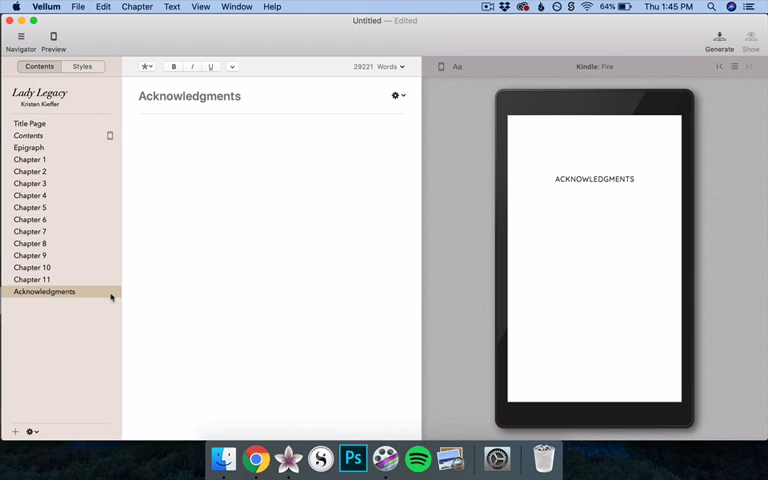 Vellum File Edit Chapter Text View Window Help 64% Thu 1:45 PM
Untitled — Edited
Navigator Preview Generate Show
Contents Styles B I U 29221 Words Aa Kindle: Fire
Lady Legacy
Kristen Kieffer
Title Page
Contents
Epigraph
Chapter 1
Chapter 2
Chapter 3
Chapter 4
Chapter 5
Chapter 6
Chapter 7
Chapter 8
Chapter 9
Chapter 10
Chapter 11
Acknowledgments
Acknowledgments
ACKNOWLEDGMENTS
Ps